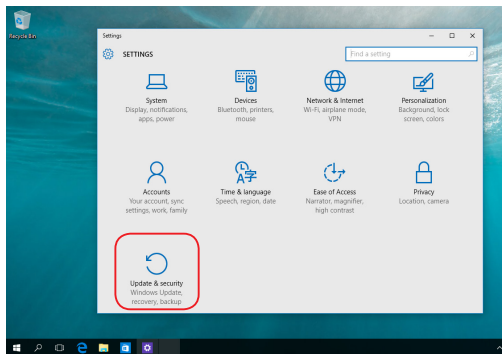 Recycle Bin
Settings
SETTINGS
Find a setting
System
Display, notifications,
apps, power
Devices
Bluetooth, printers,
mouse
Network & Internet
Wi-Fi, airplane mode,
VPN
Personalization
Background, lock
screen, colors
Accounts
Your account, sync
settings, work, family
Time & language
Speech, region, date
Ease of Access
Narrator, magnifier,
high contrast
Privacy
Location, camera
Update & security
Windows Update,
recovery, backup